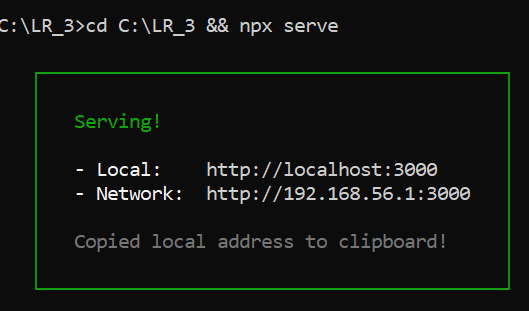 C:\LR_3>cd C:\LR_3 && npx serve
Serving!
- Local:    http://localhost:3000
- Network:  http://192.168.56.1:3000
Copied local address to clipboard!